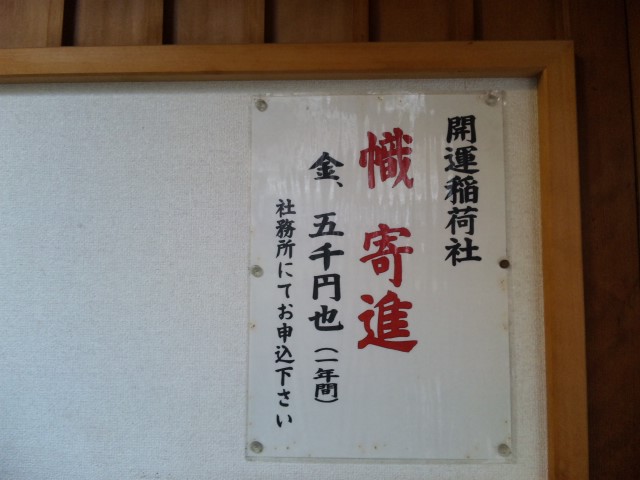 開運稲荷社
幟寄進
金、五千円也(一年間)
社務所にてお申込下さい